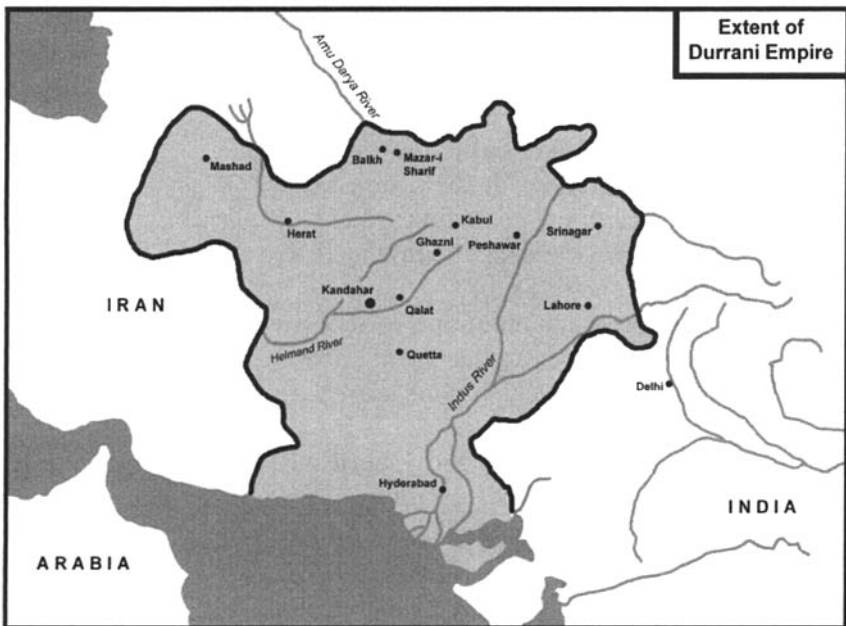 Extent of
Durrani Empire
Amu Darya River
Mashad
Balkh
Mazar-i
Sharif
Herat
Kabul
Ghazni
Peshawar
Srinagar
Kandahar
Qalat
Lahore
IRAN
Helmand River
Quetta
Indus River
Delhi
Hyderabad
INDIA
ARABIA